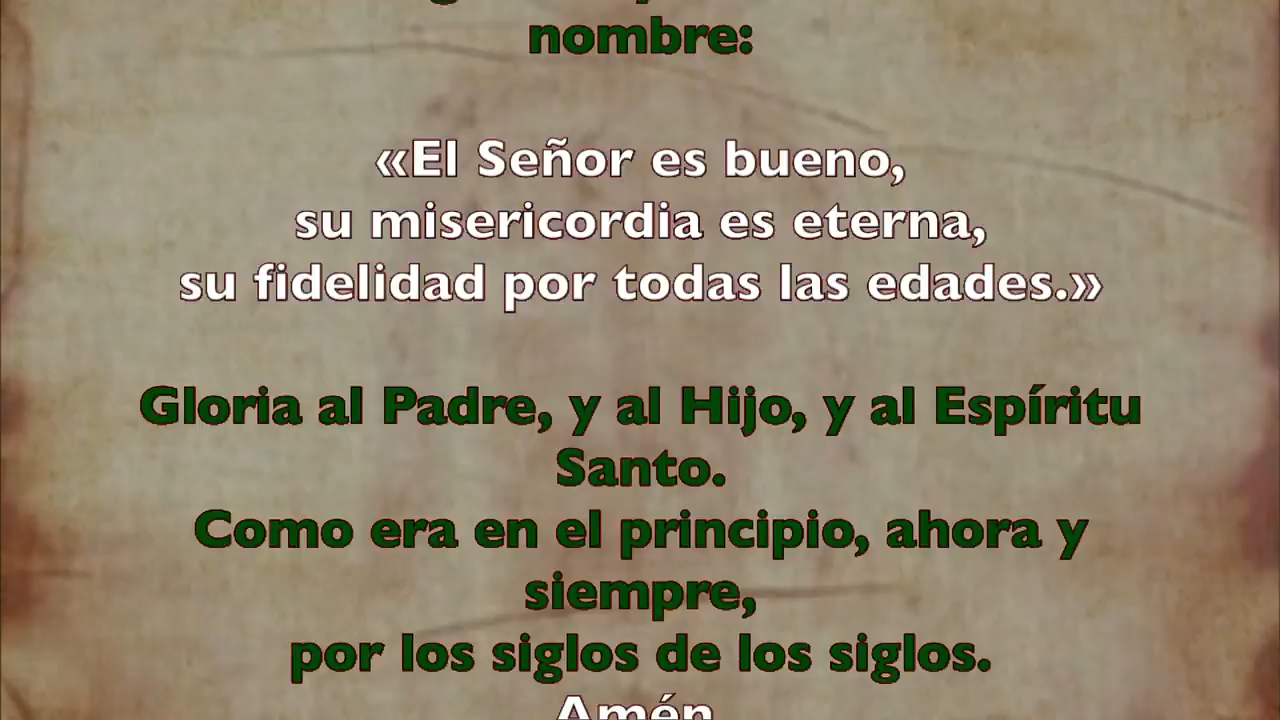 nombre:
«El Señor es bueno,
su misericordia es eterna,
su fidelidad por todas las edades.»
Gloria al Padre, y al Hijo, y al Espíritu
Santo.
Como era en el principio, ahora y
siempre,
por los siglos de los siglos.
Amén